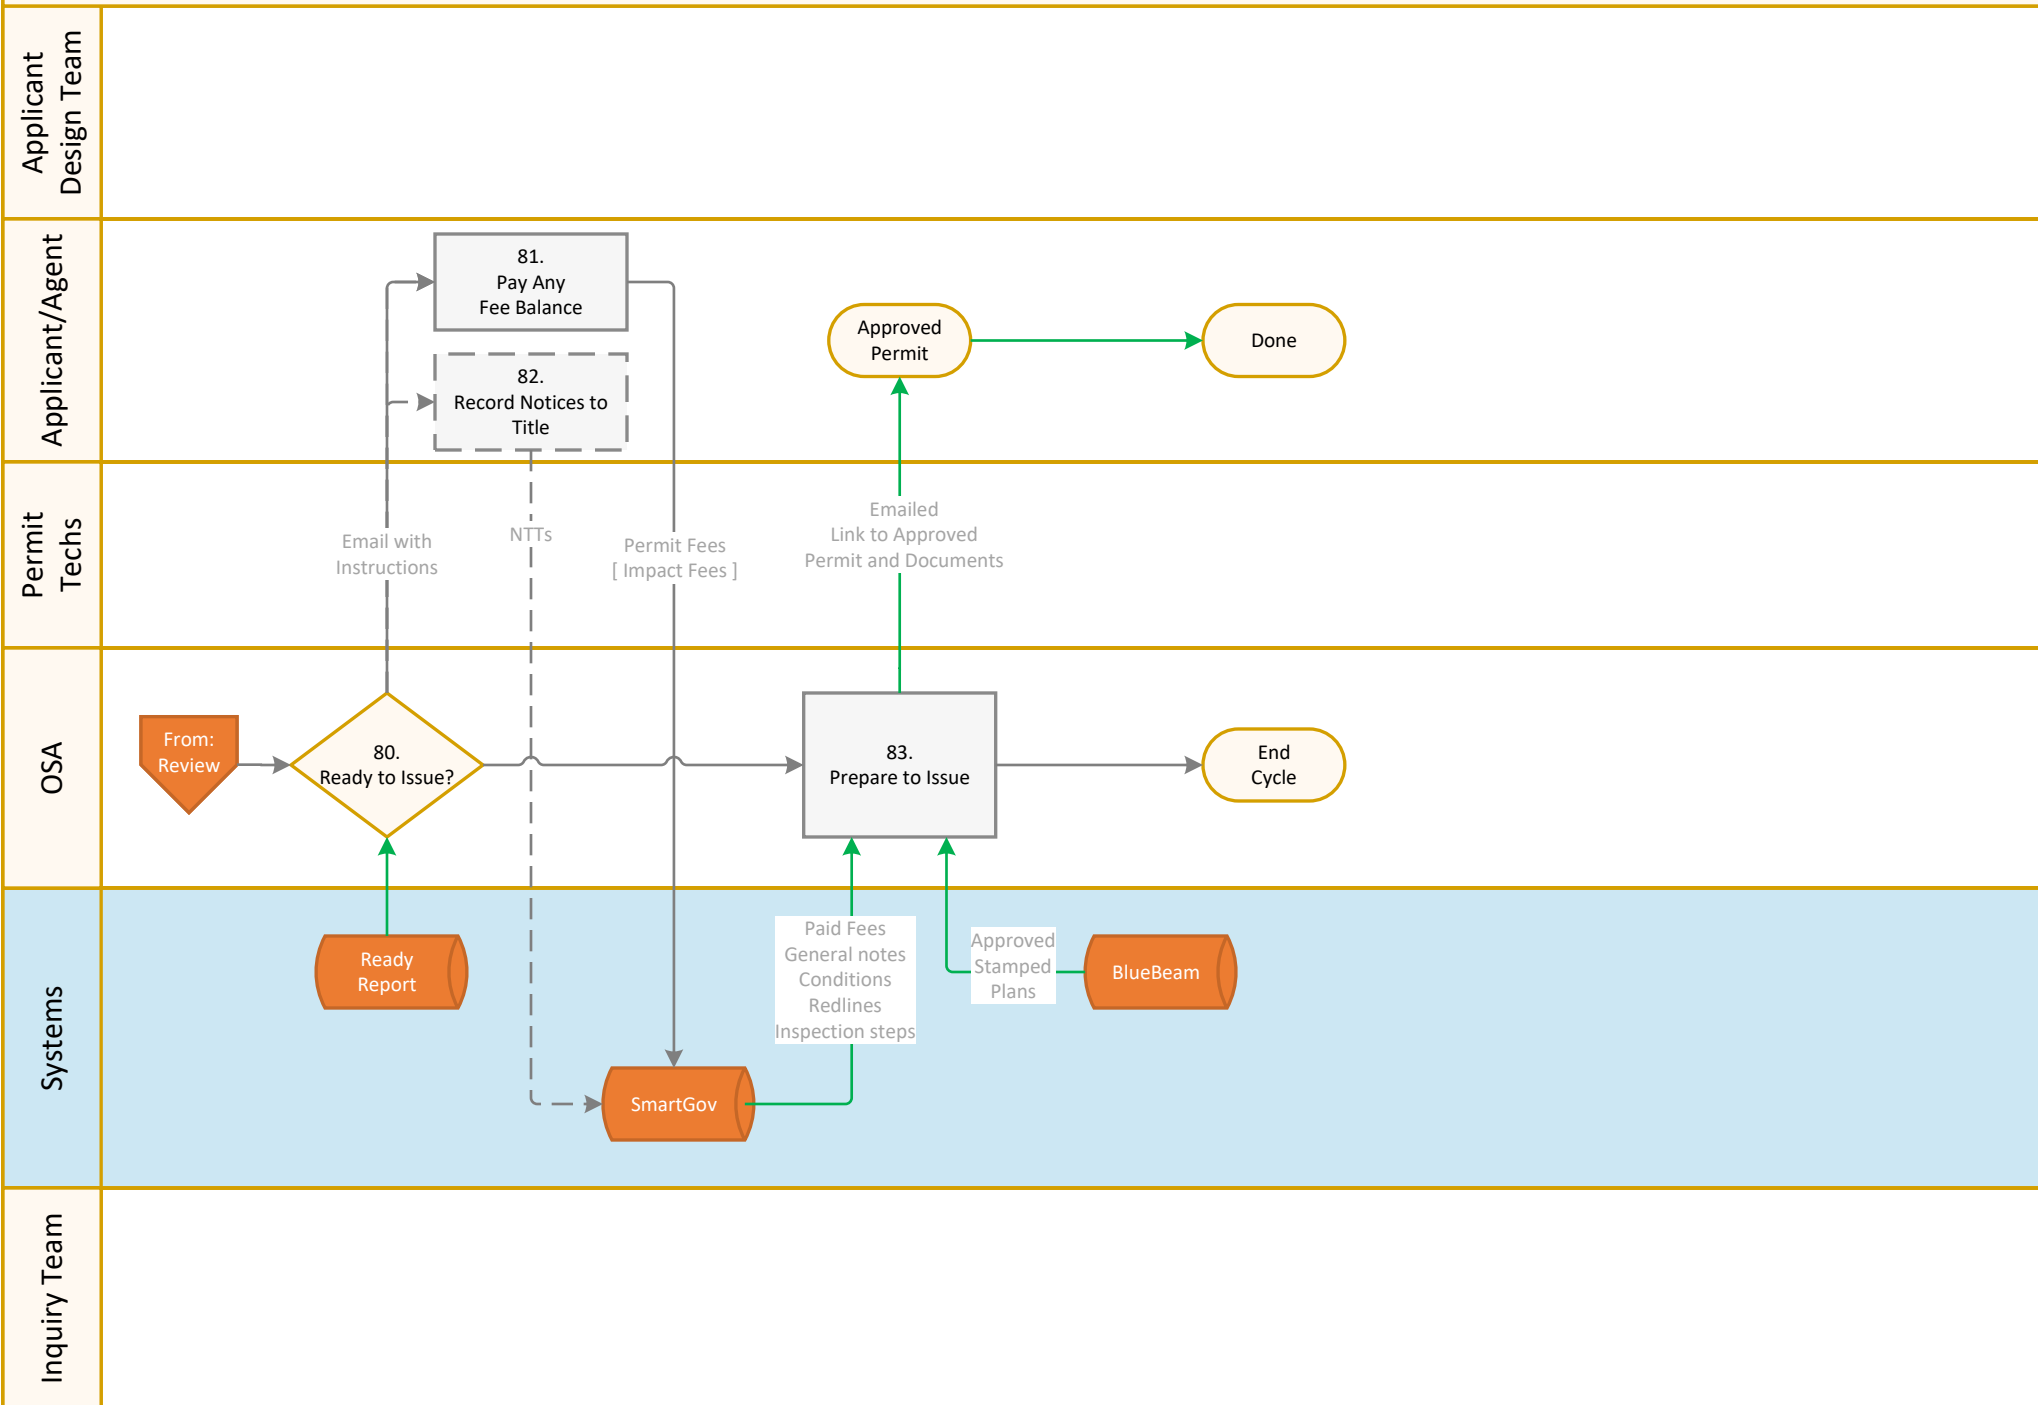 Applicant
Design Team
Applicant/Agent
81.
Pay Any
Fee Balance
82.
Record Notices to
Title
Approved
Permit
Done
Permit
Techs
Email with
Instructions
NTTs
Permit Fees
[ Impact Fees ]
Emailed
Link to Approved
Permit and Documents
OSA
From:
Review
80.
Ready to Issue?
83.
Prepare to Issue
End
Cycle
Systems
Ready
Report
SmartGov
Paid Fees
General notes
Conditions
Redlines
Inspection steps
Approved
Stamped
Plans
BlueBeam
Inquiry Team